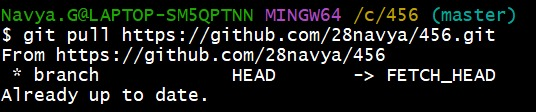 Navya.G@LAPTOP-SM5QPTNN MINGW64 /c/456 (master)
$ git pull https://github.com/28navya/456.git
From https://github.com/28navya/456
 * branch            HEAD       -> FETCH_HEAD
Already up to date.